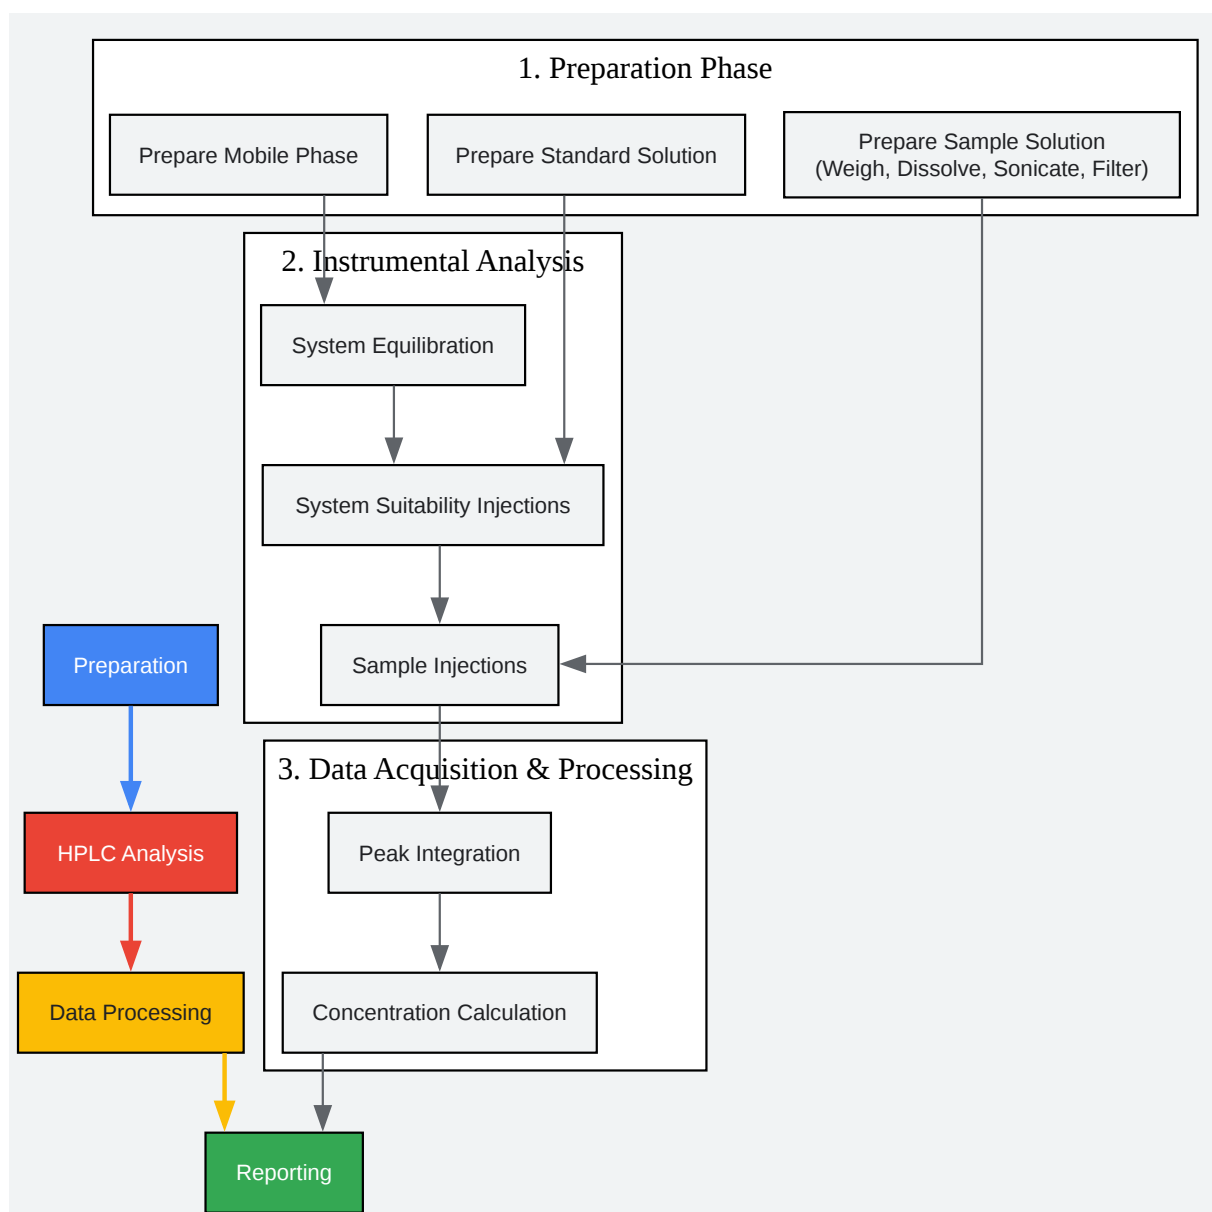 1. Preparation Phase
Prepare Mobile Phase
Prepare Standard Solution
Prepare Sample Solution
(Weigh, Dissolve, Sonicate, Filter)
2. Instrumental Analysis
System Equilibration
System Suitability Injections
Sample Injections
Preparation
3. Data Acquisition & Processing
HPLC Analysis
Peak Integration
Data Processing
Concentration Calculation
Reporting